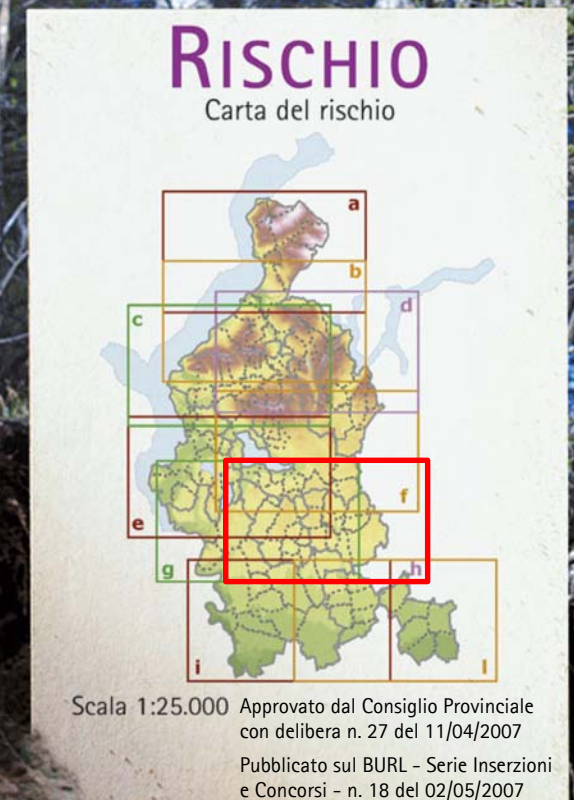 RISCHIO
Carta del rischio
a
b
c
d
e
f
g
h
i
l
Scala 1:25.000 Approvato dal Consiglio Provinciale
con delibera n. 27 del 11/04/2007
Pubblicato sul BURL - Serie Inserzioni
e Concorsi - n. 18 del 02/05/2007